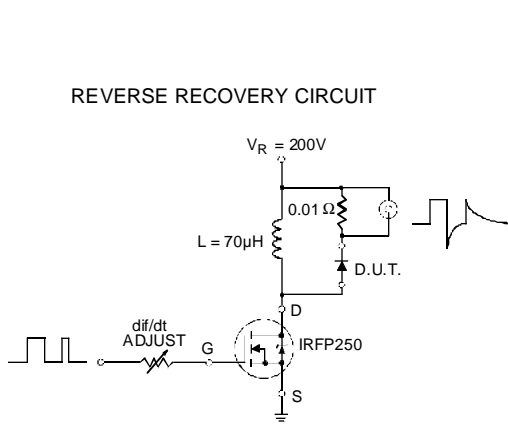 REVERSE RECOVERY CIRCUIT
VR = 200V
0.01 Ω
L = 70µH
D.U.T.
D
dif/dt
ADJUST
G
IRFP250
S